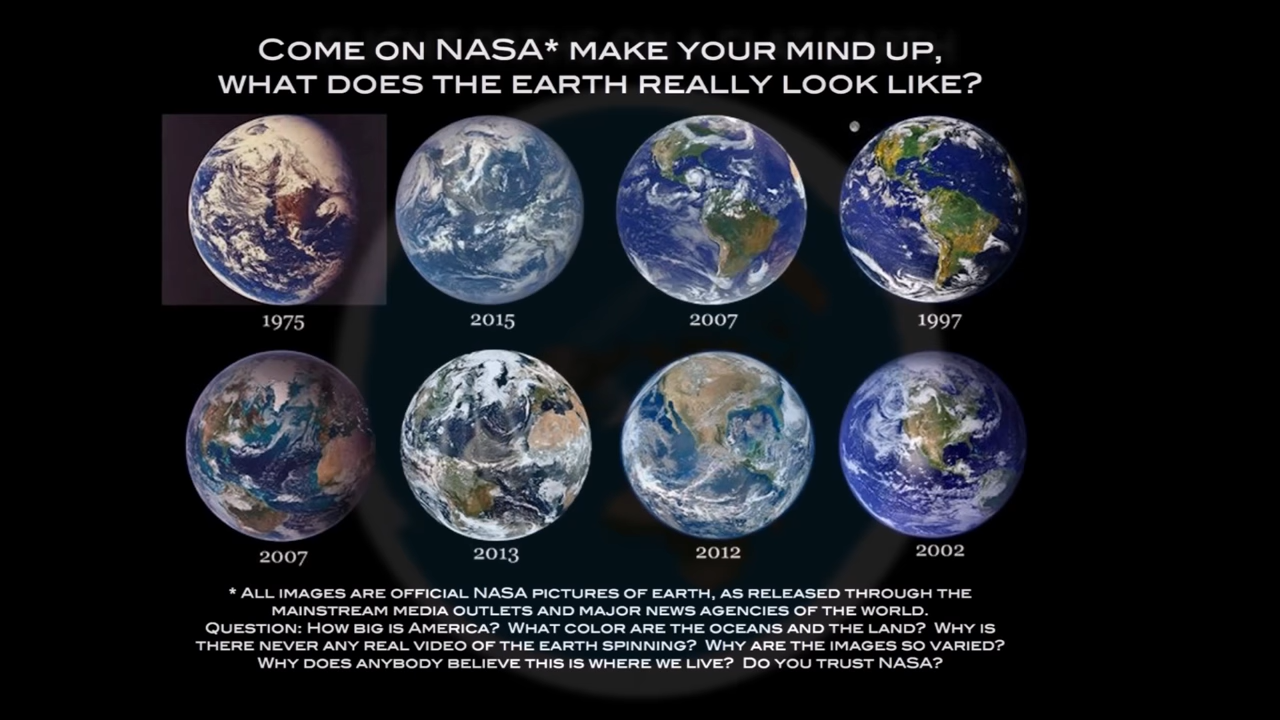 COME ON NASA* MAKE YOUR MIND UP,
WHAT DOES THE EARTH REALLY LOOK LIKE?
1975
2015
2007
1997
2007
2013
2012
2002
* ALL IMAGES ARE OFFICIAL NASA PICTURES OF EARTH, AS RELEASED THROUGH THE
MAINSTREAM MEDIA OUTLETS AND MAJOR NEWS AGENCIES OF THE WORLD.
QUESTION: HOW BIG IS AMERICA? WHAT COLOR ARE THE OCEANS AND THE LAND? WHY IS
THERE NEVER ANY REAL VIDEO OF THE EARTH SPINNING? WHY ARE THE IMAGES SO VARIED?
WHY DOES ANYBODY BELIEVE THIS IS WHERE WE LIVE? DO YOU TRUST NASA?